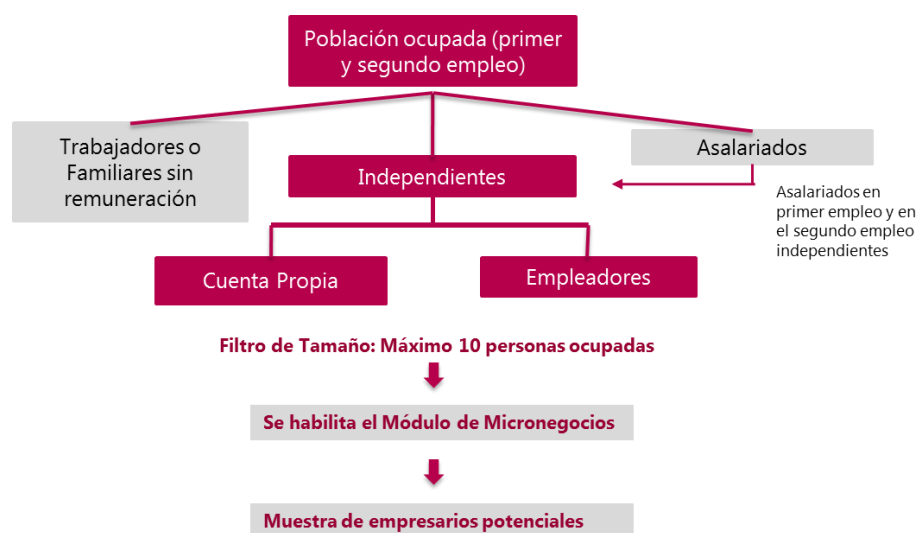 Población ocupada (primer
y segundo empleo)
Trabajadores o
Familiares sin
remuneración
Independientes
Asalariados
Asalariados en
primer empleo y en
el segundo empleo
independientes
Cuenta Propia
Empleadores
Filtro de Tamaño: Máximo 10 personas ocupadas
Se habilita el Módulo de Micronegocios
Muestra de empresarios potenciales